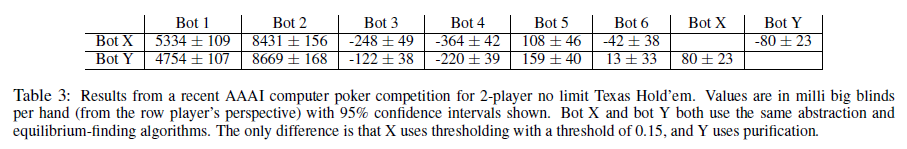 Bot 1 Bot 2 Bot 3 Bot 4 Bot 5 Bot 6 Bot X Bot Y
Bot X 5334 ± 109 8431 ± 156 -248 ± 49 -364 ± 42 108 ± 46 -42 ± 38 -80 ± 23
Bot Y 4754 ± 107 8669 ± 168 -122 ± 38 -220 ± 39 159 ± 40 13 ± 33 80 ± 23
Table 3: Results from a recent AAAI computer poker competition for 2-player no limit Texas Hold'em. Values are in milli big blinds
per hand (from the row player's perspective) with 95% confidence intervals shown. Bot X and bot Y both use the same abstraction and
equilibrium-finding algorithms. The only difference is that X uses thresholding with a threshold of 0.15, and Y uses purification.